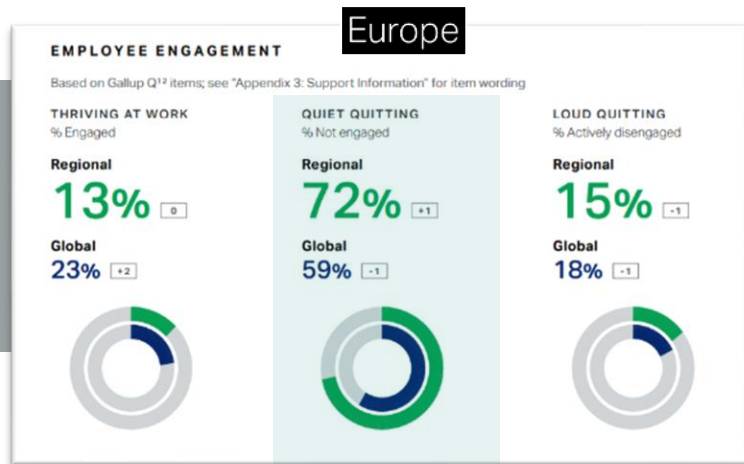 Europe
EMPLOYEE ENGAGEMENT
Based on Gallup Q¹² items; see "Appendix 3: Support Information" for item wording
THRIVING AT WORK
% Engaged
Regional
13% 0
Global
23% +2
QUIET QUITTING
% Not engaged
Regional
72% +1
Global
59% -1
LOUD QUITTING
% Actively disengaged
Regional
15% -1
Global
18% -1